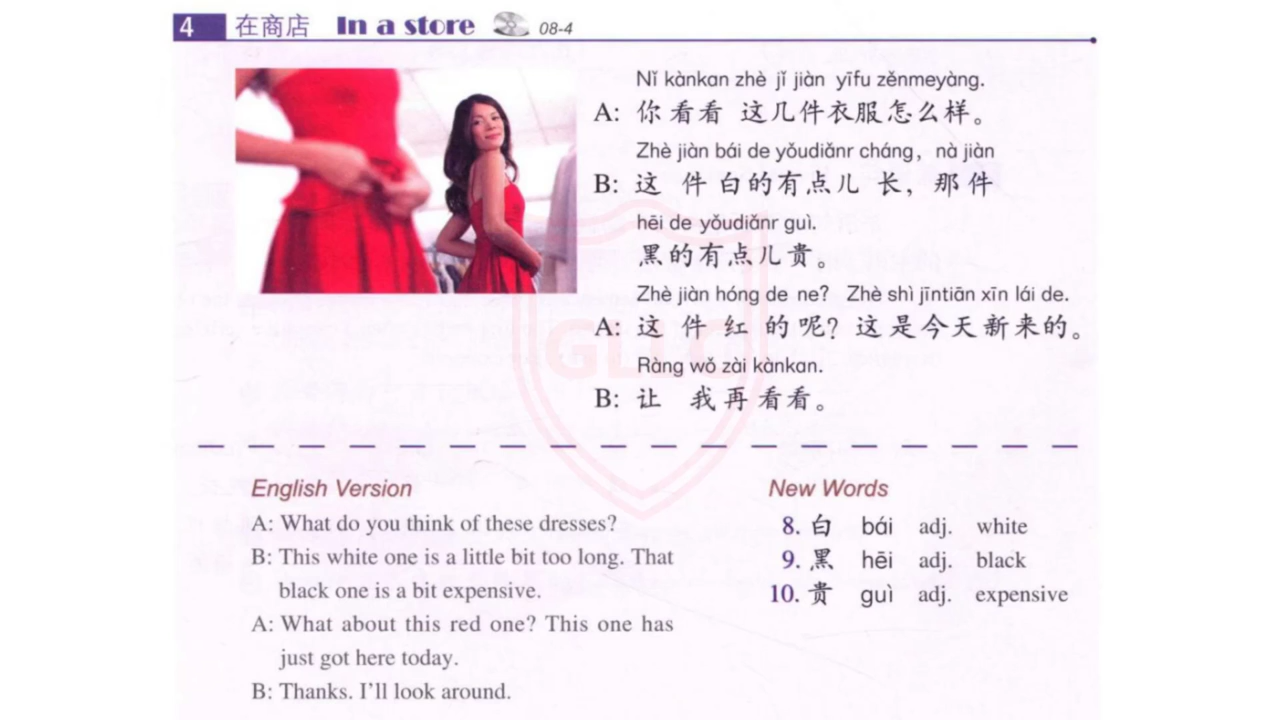 4 在商店 In a store 08-4
Nǐ kànkan zhè jǐ jiàn yīfu zěnmeyàng.
A: 你看看 这几件衣服怎么样。
Zhè jiàn bái de yǒudiǎnr cháng, nà jiàn
B: 这 件 白的有点儿 长, 那 件
hēi de yǒudiǎnr guì.
黑的有点儿贵。
Zhè jiàn hóng de ne? Zhè shì jīntiān xīn lái de.
A: 这 件 红 的 呢? 这 是 今天 新来的。
Ràng wǒ zài kànkan.
B: 让 我再看看。
GLLC
English Version
A: What do you think of these dresses?
B: This white one is a little bit too long. That
black one is a bit expensive.
A: What about this red one? This one has
just got here today.
B: Thanks. I'll look around.
New Words
8. 白 bái adj. white
9. 黑 hēi adj. black
10. 贵 guì adj. expensive